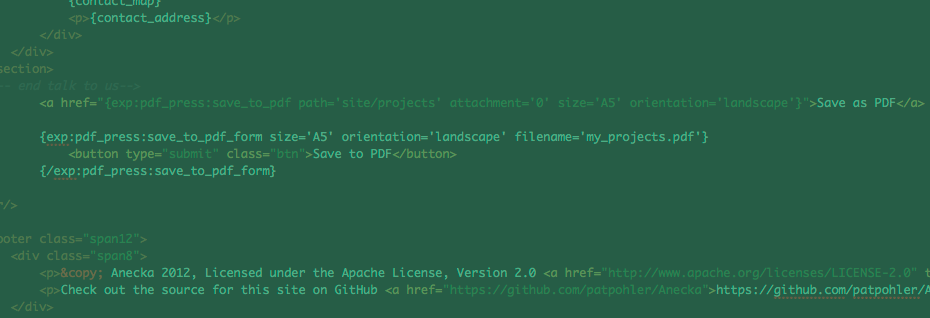 {contact_map}
<p>{contact_address}</p>
</div>
</div>
section>
-- end talk to us-->
<a href="{exp:pdf_press:save_to_pdf path='site/projects' attachment='0' size='A5' orientation='landscape'}">Save as PDF</a>
{exp:pdf_press:save_to_pdf_form size='A5' orientation='landscape' filename='my_projects.pdf'}
<button type="submit" class="btn">Save to PDF</button>
{/exp:pdf_press:save_to_pdf_form}
r/>
ooter class="span12">
<div class="span8">
<p>&copy; Anecka 2012, Licensed under the Apache License, Version 2.0 <a href="http://www.apache.org/licenses/LICENSE-2.0" t
<p>Check out the source for this site on GitHub <a href="https://github.com/patpohler/Anecka">https://github.com/patpohler/A
</div>